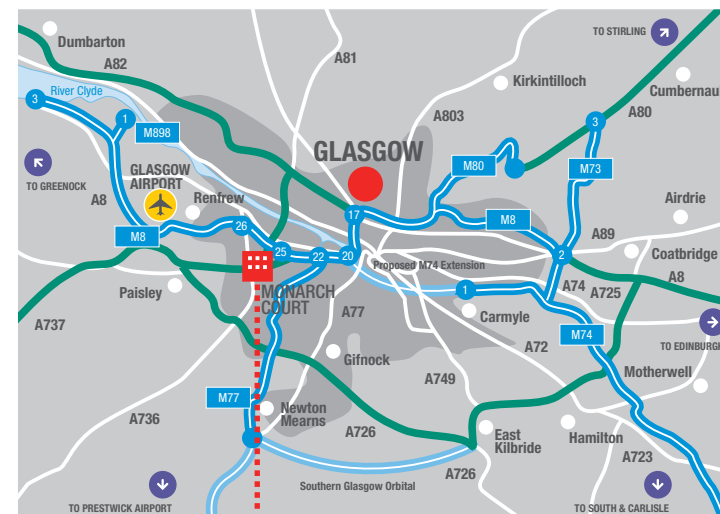 TO STIRLING
Dumbarton
A81
A82
Kirkintilloch
Cumbernau
River Clyde
3
1
A803
A80
3
M898
GLASGOW
M80
M73
GLASGOW
AIRPORT
TO GREENOCK
A8
Renfrew
Airdrie
17
M8
26
M8
A89
25
22
20
2
Coatbridge
Proposed M74 Extension
A8
MONARCH
COURT
A74
A725
1
Paisley
A77
Carmyle
M74
A737
A72
TO EDINBURGH
Gifnock
A749
Motherwell
M77
Newton
Mearns
A736
A726
East
Kilbride
Hamilton
A723
A726
Southern Glasgow Orbital
TO PRESTWICK AIRPORT
TO SOUTH & CARLISLE